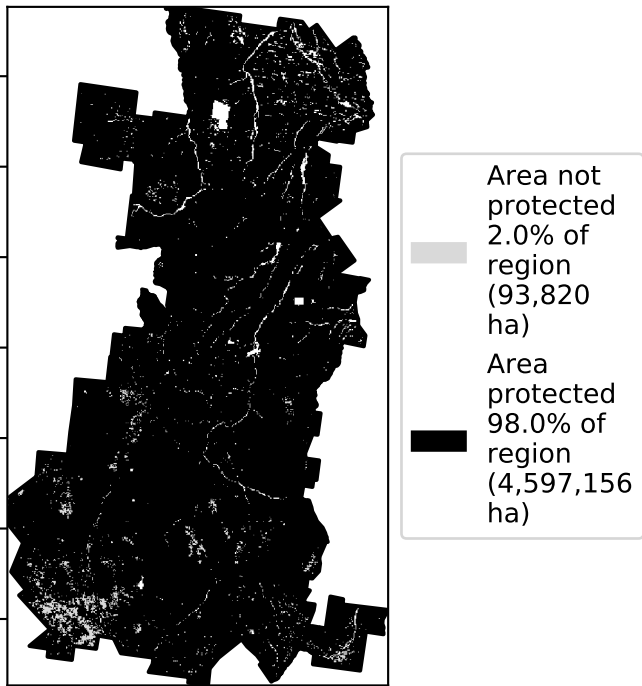 Area not
protected
2.0% of
region
(93,820
ha)
Area
protected
98.0% of
region
(4,597,156
ha)